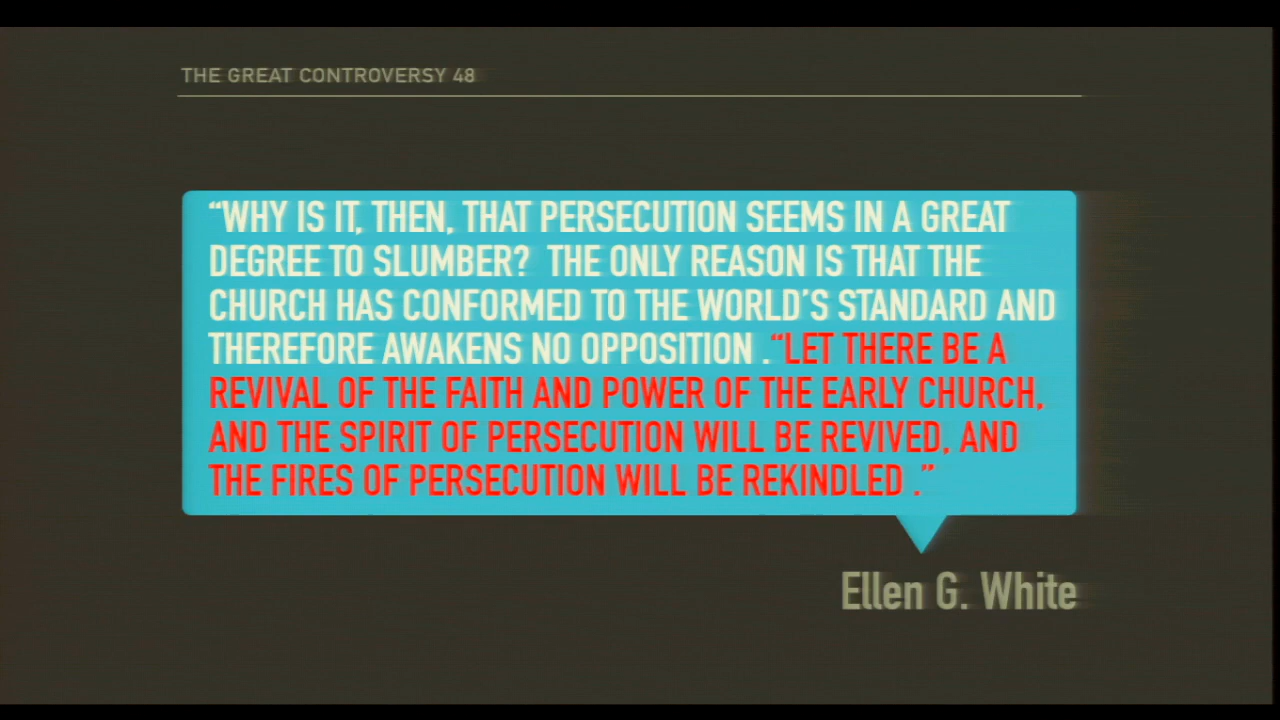 THE GREAT CONTROVERSY 48
“WHY IS IT, THEN, THAT PERSECUTION SEEMS IN A GREAT
DEGREE TO SLUMBER? THE ONLY REASON IS THAT THE
CHURCH HAS CONFORMED TO THE WORLD’S STANDARD AND
THEREFORE AWAKENS NO OPPOSITION .“LET THERE BE A
REVIVAL OF THE FAITH AND POWER OF THE EARLY CHURCH,
AND THE SPIRIT OF PERSECUTION WILL BE REVIVED, AND
THE FIRES OF PERSECUTION WILL BE REKINDLED .”
Ellen G. White